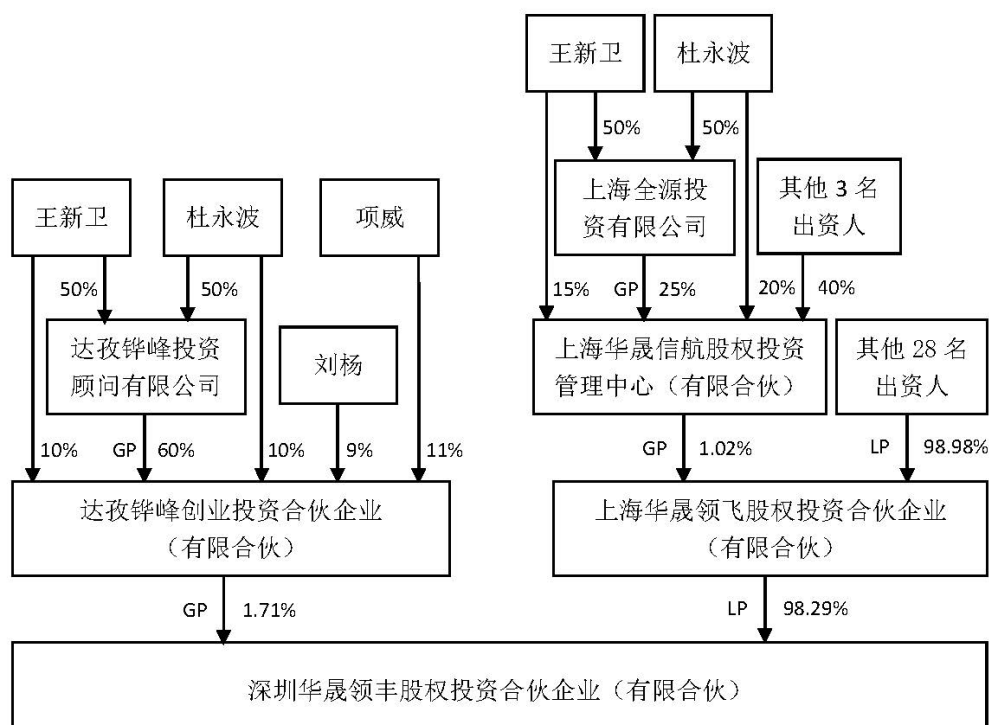 王新卫
杜永波
50%
50%
上海全源投
资有限公司
其他 3 名
出资人
王新卫
杜永波
项威
50%
50%
15%
GP
25%
20%
40%
达孜铧峰投资
顾问有限公司
刘杨
上海华晟信航股权投资
管理中心（有限合伙）
其他 28 名
出资人
10%
GP
60%
10%
9%
11%
GP
1.02%
LP
98.98%
达孜铧峰创业投资合伙企业
（有限合伙）
上海华晟领飞股权投资合伙企业
（有限合伙）
GP
1.71%
LP
98.29%
深圳华晟领丰股权投资合伙企业（有限合伙）